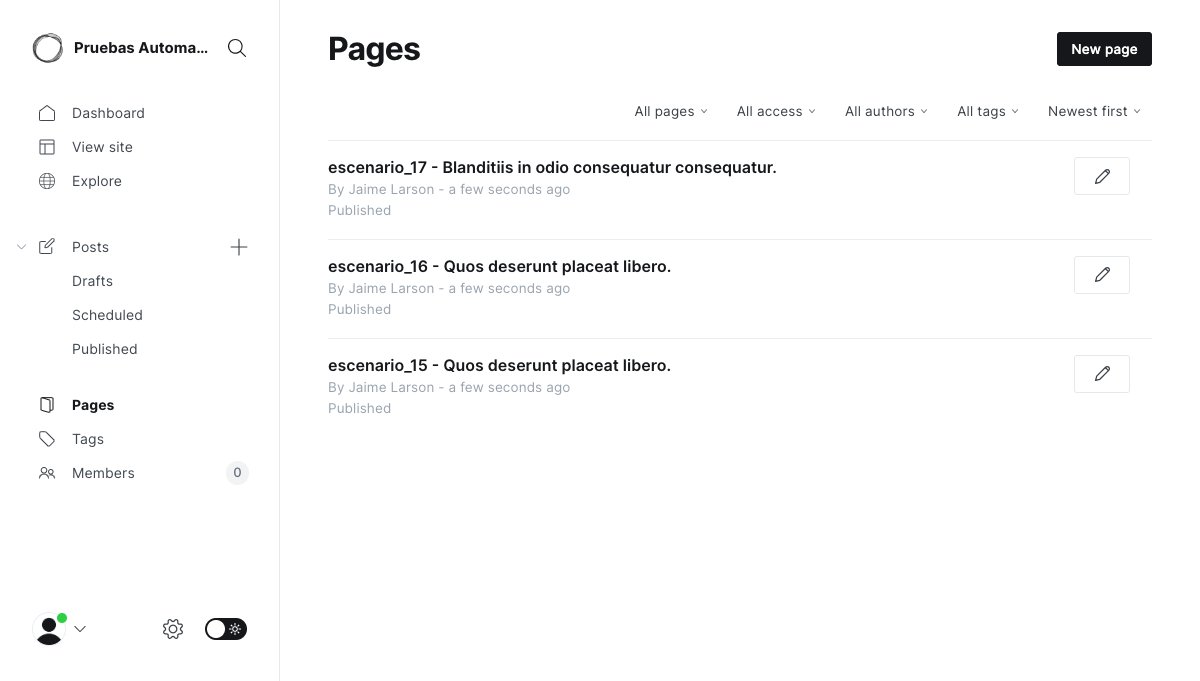 Pruebas Automa...
Dashboard
View site
Explore
Posts
Drafts
Scheduled
Published
Pages
Tags
Members 0
Pages
New page
All pages All access All authors All tags Newest first
escenario_17 - Blanditiis in odio consequatur consequatur.
By Jaime Larson - a few seconds ago
Published
escenario_16 - Quos deserunt placeat libero.
By Jaime Larson - a few seconds ago
Published
escenario_15 - Quos deserunt placeat libero.
By Jaime Larson - a few seconds ago
Published